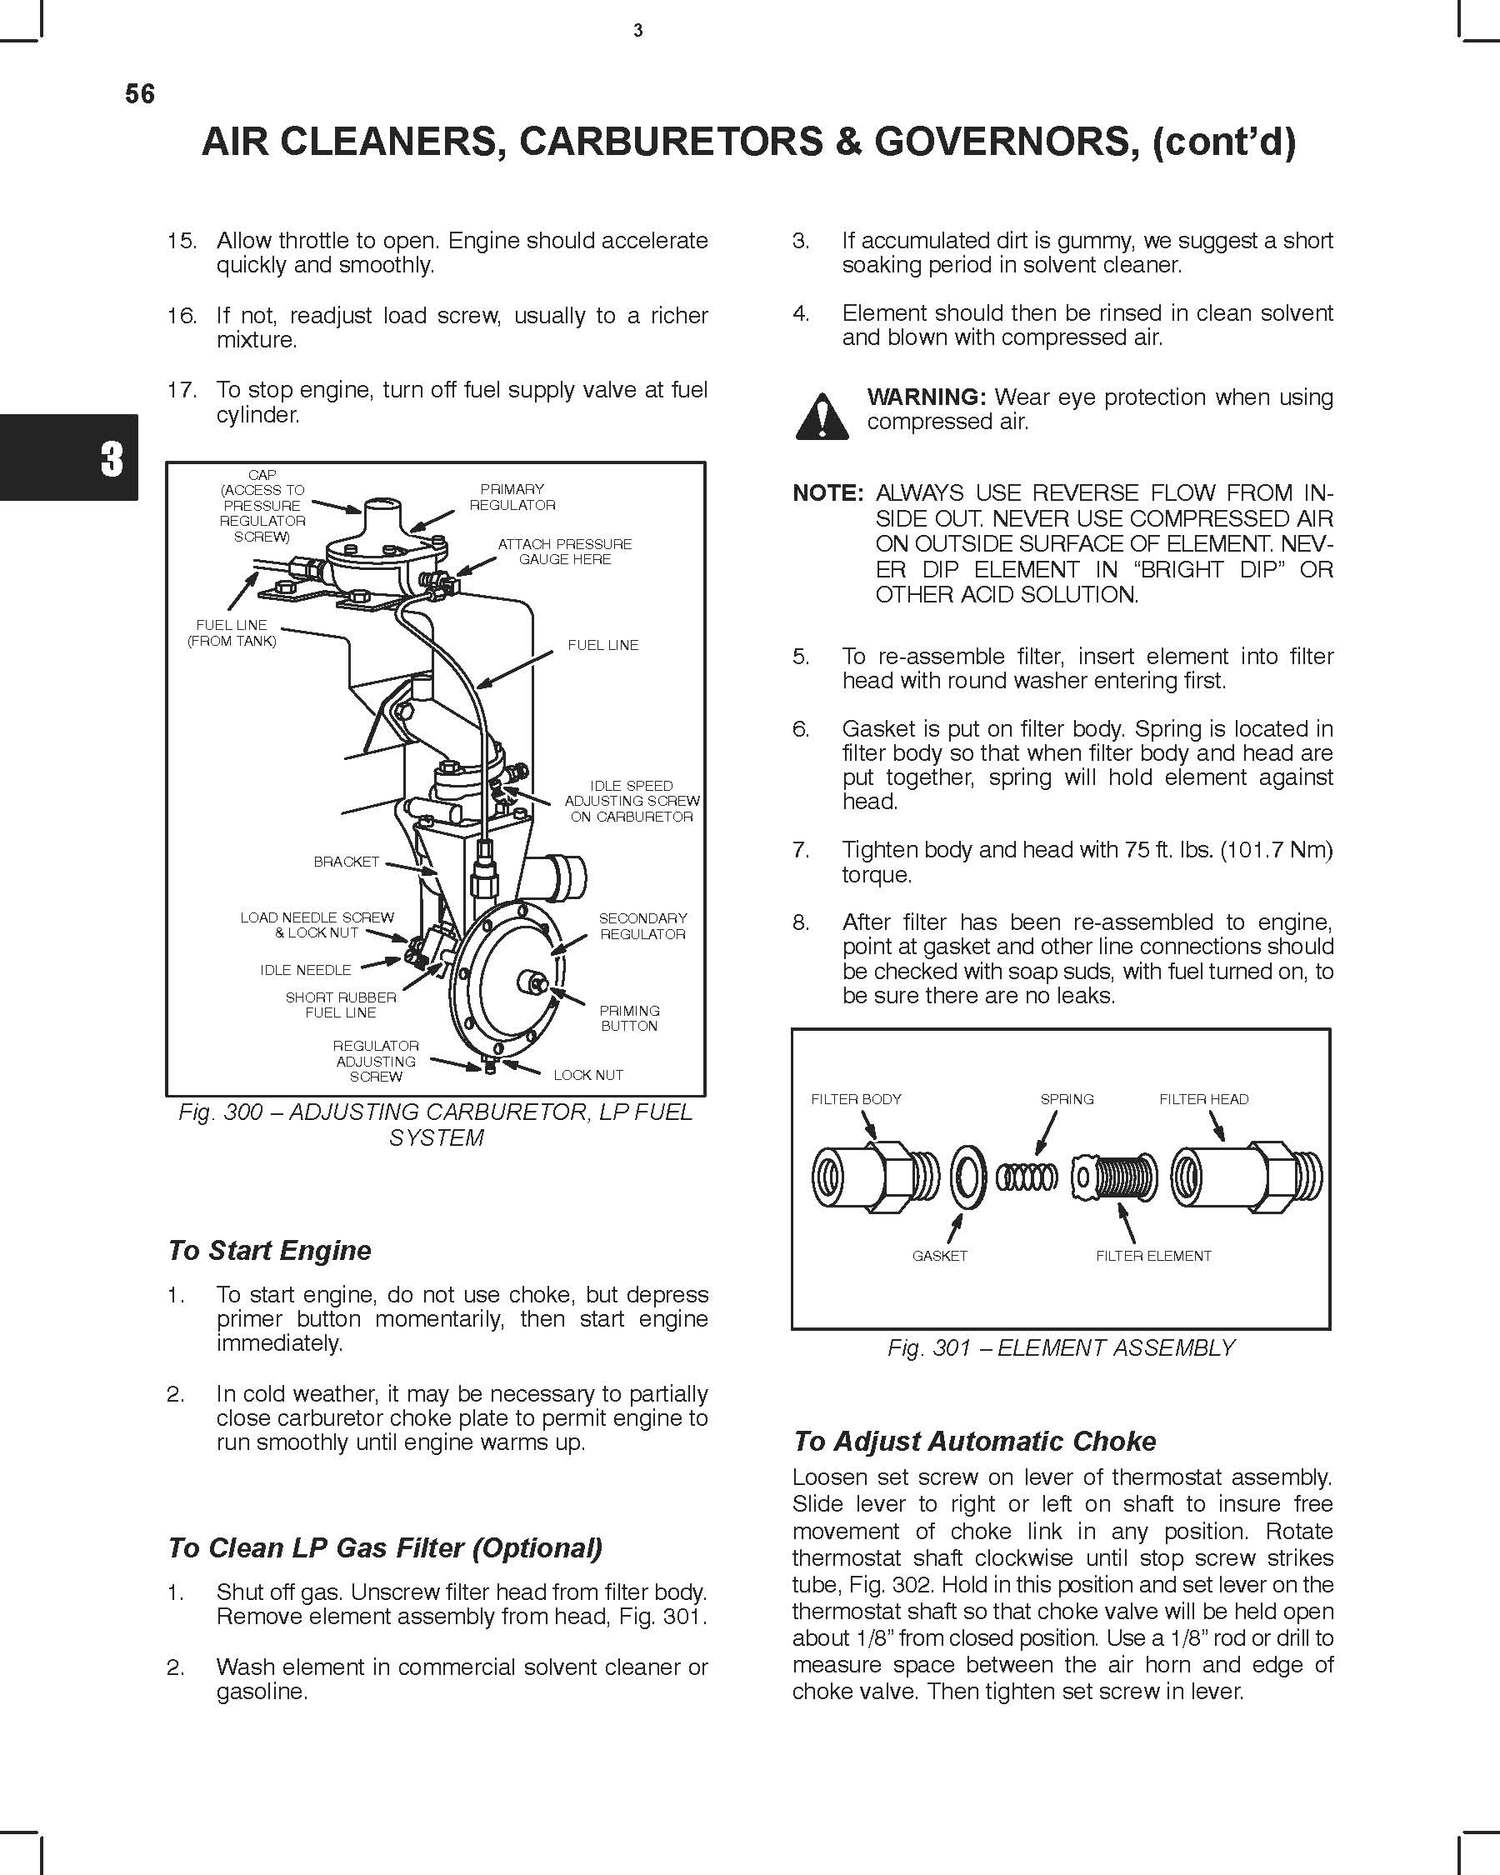 3
56
AIR CLEANERS, CARBURETORS & GOVERNORS, (cont’d)
15. Allow throttle to open. Engine should accelerate
quickly and smoothly.
16. If not, readjust load screw, usually to a richer
mixture.
17. To stop engine, turn off fuel supply valve at fuel
cylinder.
3
CAP
(ACCESS TO
PRESSURE
REGULATOR
SCREW)
PRIMARY
REGULATOR
ATTACH PRESSURE
GAUGE HERE
FUEL LINE
(FROM TANK)
FUEL LINE
IDLE SPEED
ADJUSTING SCREW
ON CARBURETOR
BRACKET
LOAD NEEDLE SCREW
& LOCK NUT
SECONDARY
REGULATOR
IDLE NEEDLE
SHORT RUBBER
FUEL LINE
PRIMING
BUTTON
REGULATOR
ADJUSTING
SCREW
LOCK NUT
Fig. 300 – ADJUSTING CARBURETOR, LP FUEL
SYSTEM
To Start Engine
1. To start engine, do not use choke, but depress
primer button momentarily, then start engine
immediately.
2. In cold weather, it may be necessary to partially
close carburetor choke plate to permit engine to
run smoothly until engine warms up.
To Clean LP Gas Filter (Optional)
1. Shut off gas. Unscrew filter head from filter body.
Remove element assembly from head, Fig. 301.
2. Wash element in commercial solvent cleaner or
gasoline.
3. If accumulated dirt is gummy, we suggest a short
soaking period in solvent cleaner.
4. Element should then be rinsed in clean solvent
and blown with compressed air.
WARNING: Wear eye protection when using
compressed air.
NOTE: ALWAYS USE REVERSE FLOW FROM IN-
SIDE OUT. NEVER USE COMPRESSED AIR
ON OUTSIDE SURFACE OF ELEMENT. NEV-
ER DIP ELEMENT IN “BRIGHT DIP” OR
OTHER ACID SOLUTION.
5. To re-assemble filter, insert element into filter
head with round washer entering first.
6. Gasket is put on filter body. Spring is located in
filter body so that when filter body and head are
put together, spring will hold element against
head.
7. Tighten body and head with 75 ft. lbs. (101.7 Nm)
torque.
8. After filter has been re-assembled to engine,
point at gasket and other line connections should
be checked with soap suds, with fuel turned on, to
be sure there are no leaks.
FILTER BODY
SPRING
FILTER HEAD
GASKET
FILTER ELEMENT
Fig. 301 – ELEMENT ASSEMBLY
To Adjust Automatic Choke
Loosen set screw on lever of thermostat assembly.
Slide lever to right or left on shaft to insure free
movement of choke link in any position. Rotate
thermostat shaft clockwise until stop screw strikes
tube, Fig. 302. Hold in this position and set lever on the
thermostat shaft so that choke valve will be held open
about 1/8” from closed position. Use a 1/8” rod or drill to
measure space between the air horn and edge of
choke valve. Then tighten set screw in lever.